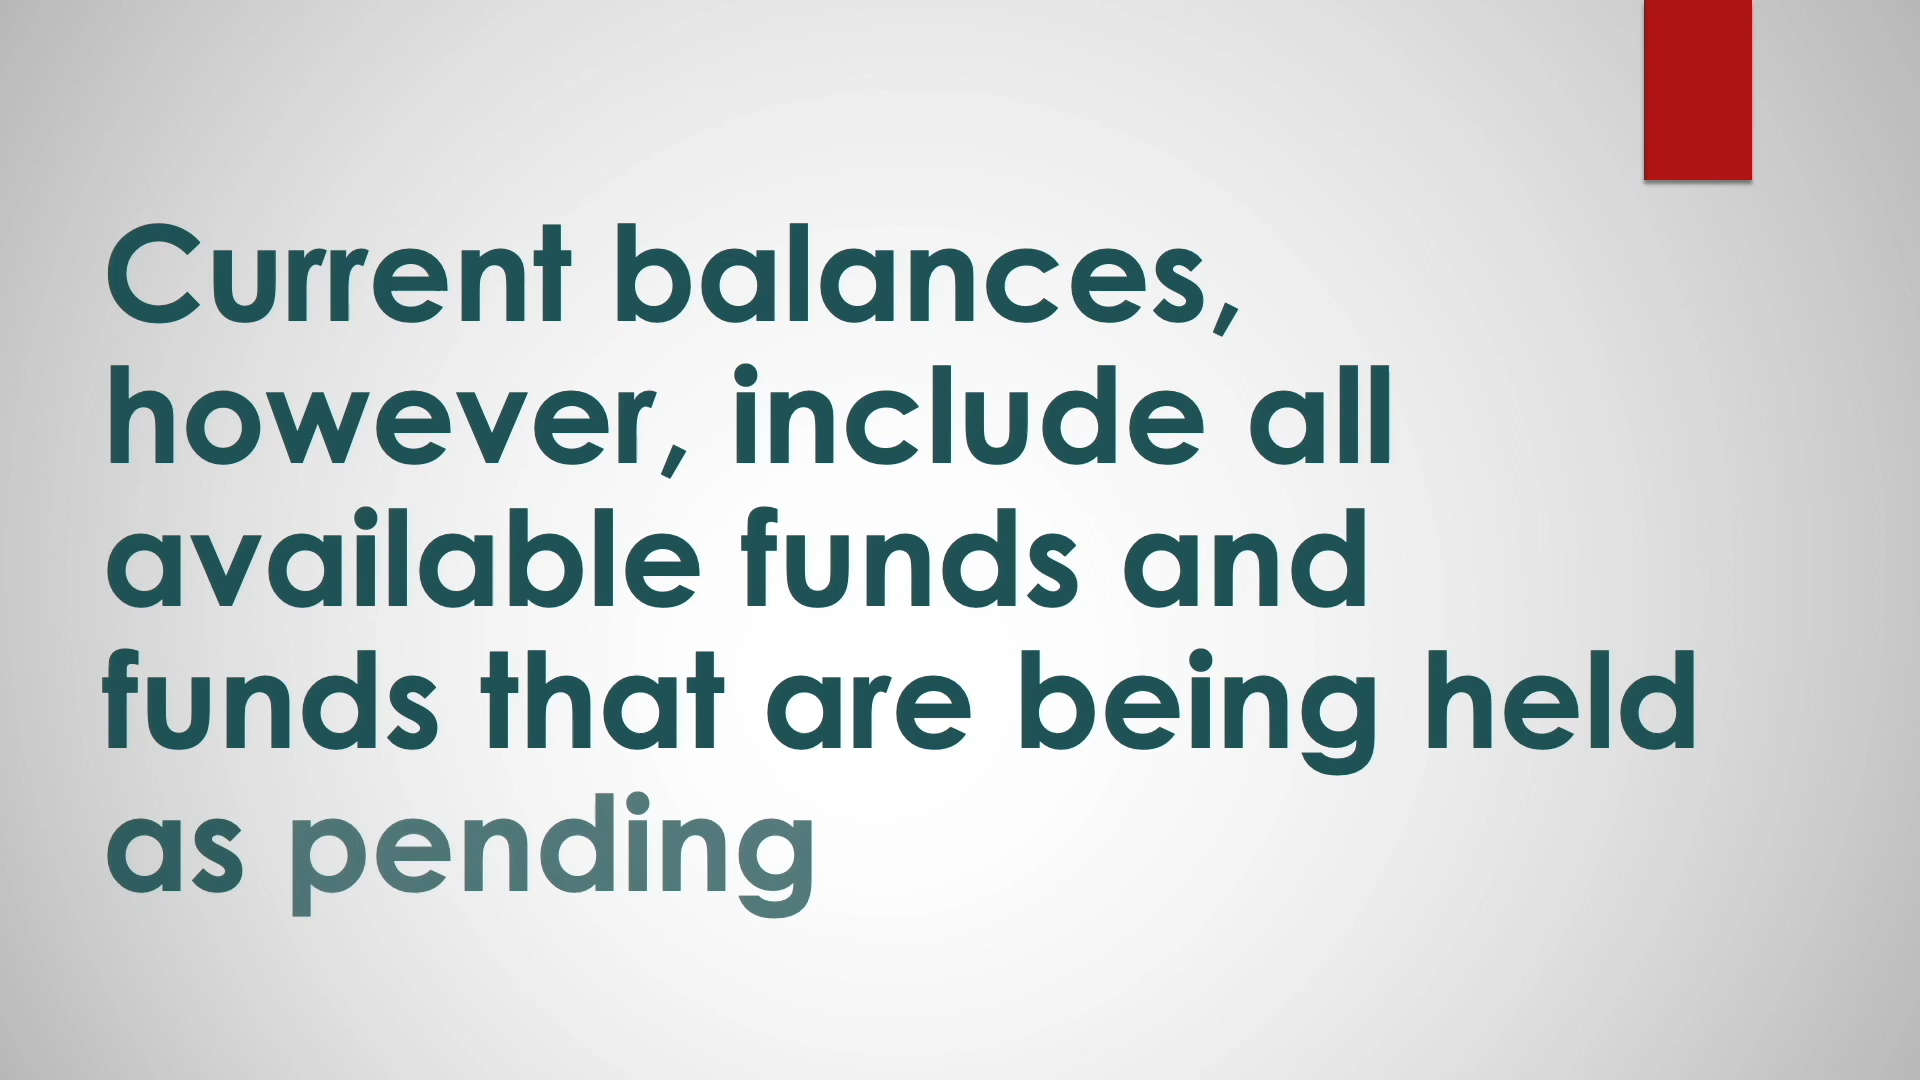 Current balances,
however, include all
available funds and
funds that are being held
as pending